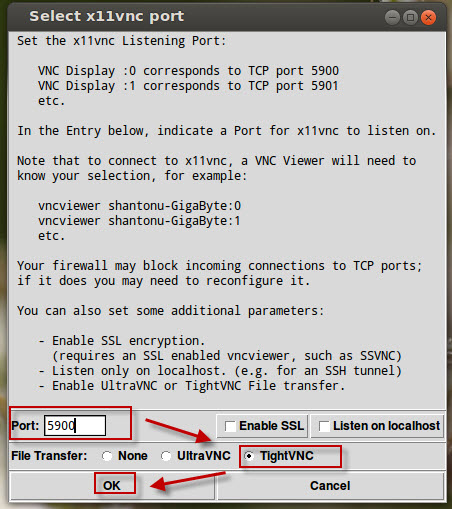 Select x11vnc port
Set the x11vnc Listening Port:
VNC Display :0 corresponds to TCP port 5900
VNC Display :1 corresponds to TCP port 5901
etc.
In the Entry below, indicate a Port for x11vnc to listen on.
Note that to connect to x11vnc, a VNC Viewer will need to
know your selection, for example:
vncviewer shantonu-GigaByte:0
vncviewer shantonu-GigaByte:1
etc.
Your firewall may block incoming connections to TCP ports;
if it does you may need to reconfigure it.
You can also set some additional parameters:
- Enable SSL encryption.
(requires an SSL enabled vncviewer, such as SSVNC)
- Listen only on localhost. (e.g. for an SSH tunnel)
- Enable UltraVNC or TightVNC File transfer.
Port: 5900 Enable SSL Listen on localhost
File Transfer: None UltraVNC TightVNC
OK Cancel